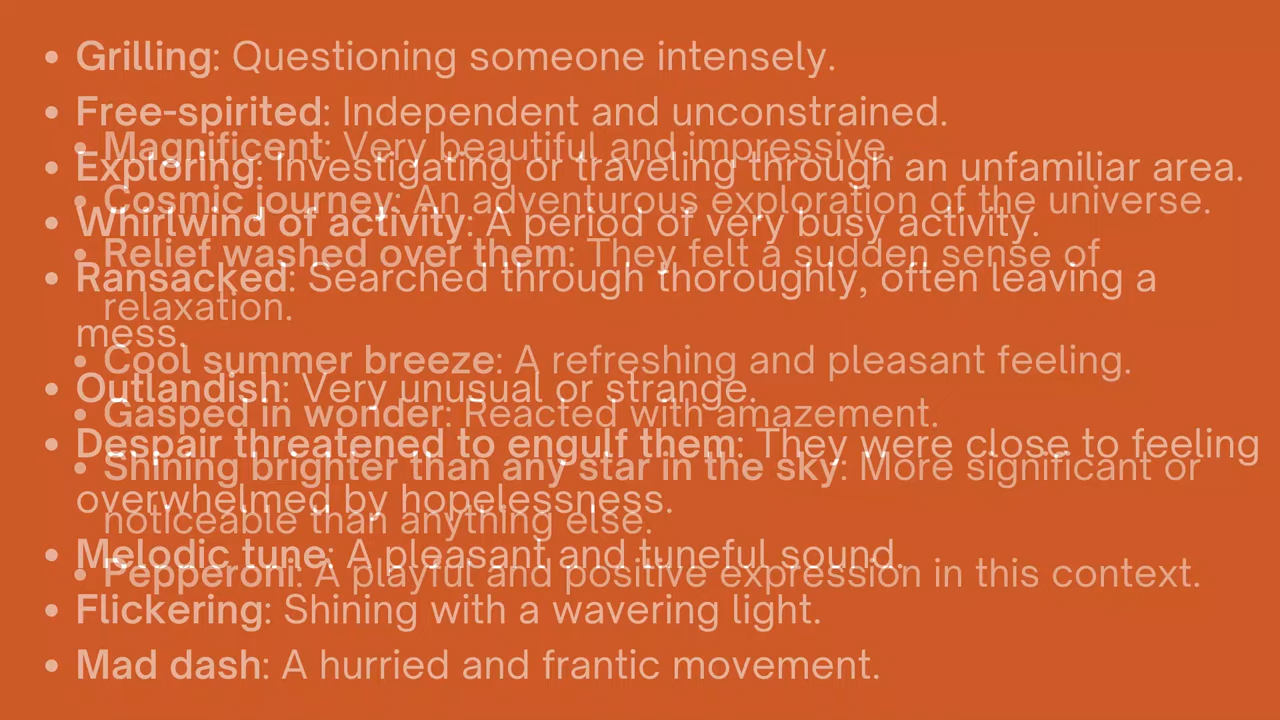 • Grilling: Questioning someone intensely.
• Free-spirited: Independent and unconstrained.
• Magnificent: Very beautiful and impressive.
• Exploring: Investigating or traveling through an unfamiliar area.
• Cosmic journey: An adventurous exploration of the universe.
• Whirlwind of activity: A period of very busy activity.
• Relief washed over them: They felt a sudden sense of
• Ransacked: Searched through thoroughly, often leaving a
relaxation.
mess.
• Cool summer breeze: A refreshing and pleasant feeling.
• Outlandish: Very unusual or strange.
• Gasped in wonder: Reacted with amazement.
• Despair threatened to engulf them: They were close to feeling
• Shining brighter than any star in the sky: More significant or
overwhelmed by hopelessness.
noticeable than anything else.
• Melodic tune: A pleasant and tuneful sound.
• Pepperoni: A playful and positive expression in this context.
• Flickering: Shining with a wavering light.
• Mad dash: A hurried and frantic movement.